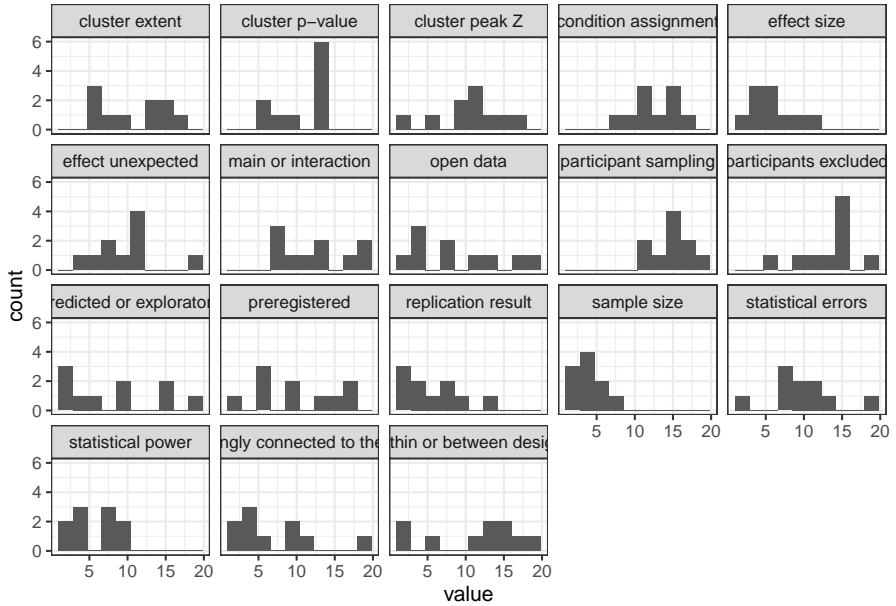 cluster extent
cluster p−value
cluster peak Z
condition assignment
effect size
6
4
2
0
effect unexpected
main or interaction
open data
participant sampling
participants excluded
6
4
2
0
redicted or explorator
preregistered
replication result
sample size
statistical errors
6
4
2
0
5 10 15 20
5 10 15 20
statistical power
ngly connected to the
thin or between desig
6
4
2
0
5 10 15 20
5 10 15 20
5 10 15 20
count
value